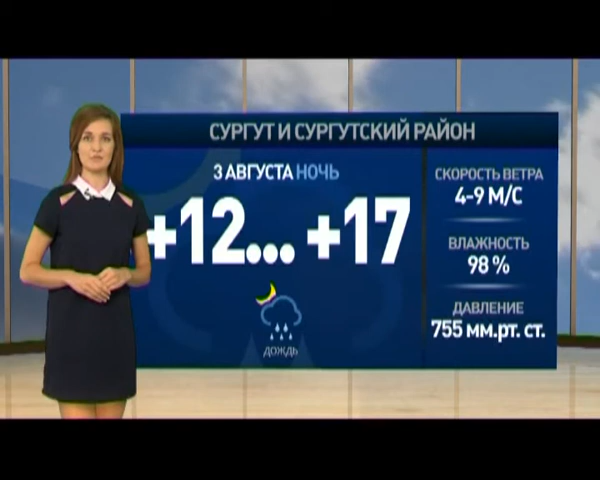 СУРГУТ И СУРГУТСКИЙ РАЙОН
3 АВГУСТА НОЧЬ
+12... +17
ДОЖДЬ
СКОРОСТЬ ВЕТРА
4-9 М/С
ВЛАЖНОСТЬ
98 %
ДАВЛЕНИЕ
755 мм.рт. ст.